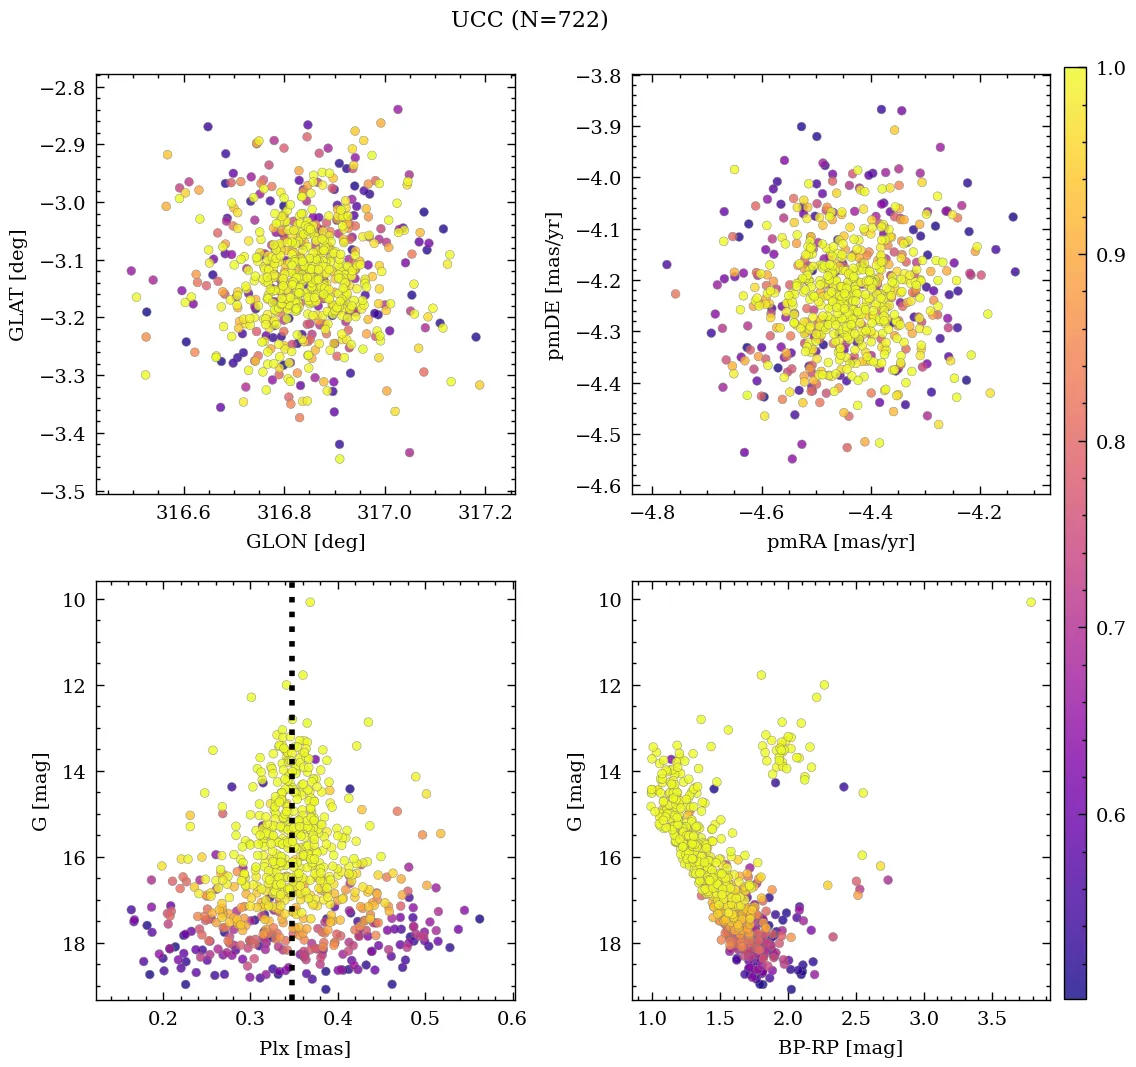 UCC (N=722)
−2.8
−2.9
−3.0
−3.1
−3.2
−3.3
−3.4
−3.5
GLAT [deg]
316.6 316.8 317.0 317.2
GLON [deg]
−3.8
−3.9
−4.0
−4.1
−4.2
−4.3
−4.4
−4.5
−4.6
pmDE [mas/yr]
−4.8 −4.6 −4.4 −4.2
pmRA [mas/yr]
1.0
0.9
0.8
0.7
0.6
10
12
14
16
18
G [mag]
0.2 0.3 0.4 0.5 0.6
Plx [mas]
10
12
14
16
18
G [mag]
1.0 1.5 2.0 2.5 3.0 3.5
BP-RP [mag]